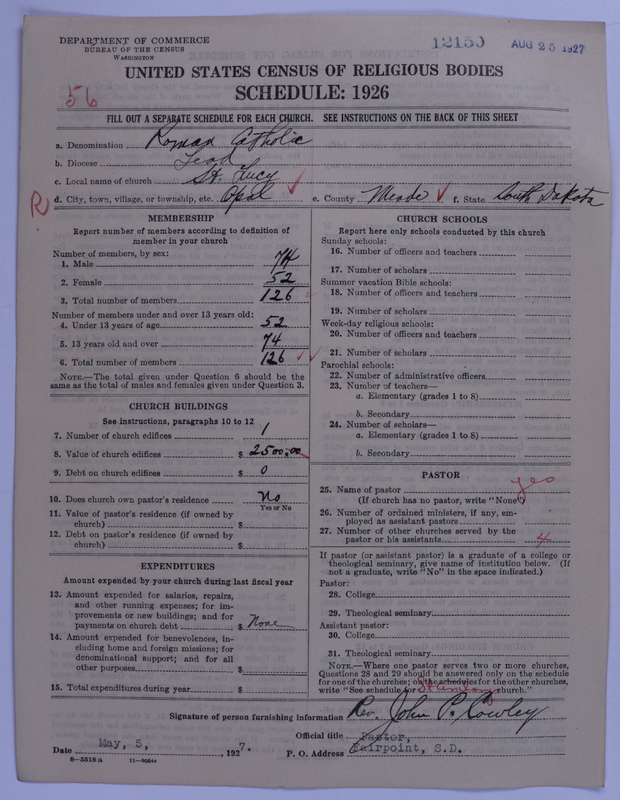 DEPARTMENT OF COMMERCE
BUREAU OF THE CENSUS
WASHINGTON
12150
AUG 25 1927
UNITED STATES CENSUS OF RELIGIOUS BODIES
SCHEDULE: 1926
56
FILL OUT A SEPARATE SCHEDULE FOR EACH CHURCH. SEE INSTRUCTIONS ON THE BACK OF THIS SHEET
a. Denomination Roman Catholic
b. Diocese Lead
c. Local name of church St. Lucy
R d. City, town, village, or township, etc. Opal e. County Meade f. State South Dakota
MEMBERSHIP
Report number of members according to definition of
member in your church
Number of members, by sex:
1. Male 74
2. Female 52
3. Total number of members 126
Number of members under and over 13 years old:
4. Under 13 years of age 52
5. 13 years old and over 74
6. Total number of members 126
NOTE.—The total given under Question 6 should be the
same as the total of males and females given under Question 3.
CHURCH BUILDINGS
See instructions, paragraphs 10 to 12
7. Number of church edifices 1
8. Value of church edifices $ 2500.00
9. Debt on church edifices $ 0
10. Does church own pastor's residence No
Yes or No
11. Value of pastor's residence (if owned by
church) $
12. Debt on pastor's residence (if owned by
church) $
EXPENDITURES
Amount expended by your church during last fiscal year
13. Amount expended for salaries, repairs,
and other running expenses; for im-
provements or new buildings; and for
payments on church debt $ None
14. Amount expended for benevolences, in-
cluding home and foreign missions; for
denominational support; and for all
other purposes $
15. Total expenditures during year $
CHURCH SCHOOLS
Report here only schools conducted by this church
Sunday schools:
16. Number of officers and teachers
17. Number of scholars
Summer vacation Bible schools:
18. Number of officers and teachers
19. Number of scholars
Week-day religious schools:
20. Number of officers and teachers
21. Number of scholars
Parochial schools:
22. Number of administrative officers
23. Number of teachers—
a. Elementary (grades 1 to 8)
b. Secondary
24. Number of scholars—
a. Elementary (grades 1 to 8)
b. Secondary
PASTOR
25. Name of pastor yes
(If church has no pastor, write "None")
26. Number of ordained ministers, if any, em-
ployed as assistant pastors
27. Number of other churches served by the
pastor or his assistants 4
If pastor (or assistant pastor) is a graduate of a college or
theological seminary, give name of institution below. (If
not a graduate, write "No" in the space indicated.)
Pastor:
28. College
29. Theological seminary
Assistant pastor:
30. College
31. Theological seminary
NOTE.—Where one pastor serves two or more churches,
Questions 28 and 29 should be answered only on the schedule
for one of the churches; on the schedules for the other churches,
write "See schedule for church."
Signature of person furnishing information Rev. John P. Cowley
Official title Pastor,
Date May, 5, 1927. P. O. Address Fairpoint, S.D.